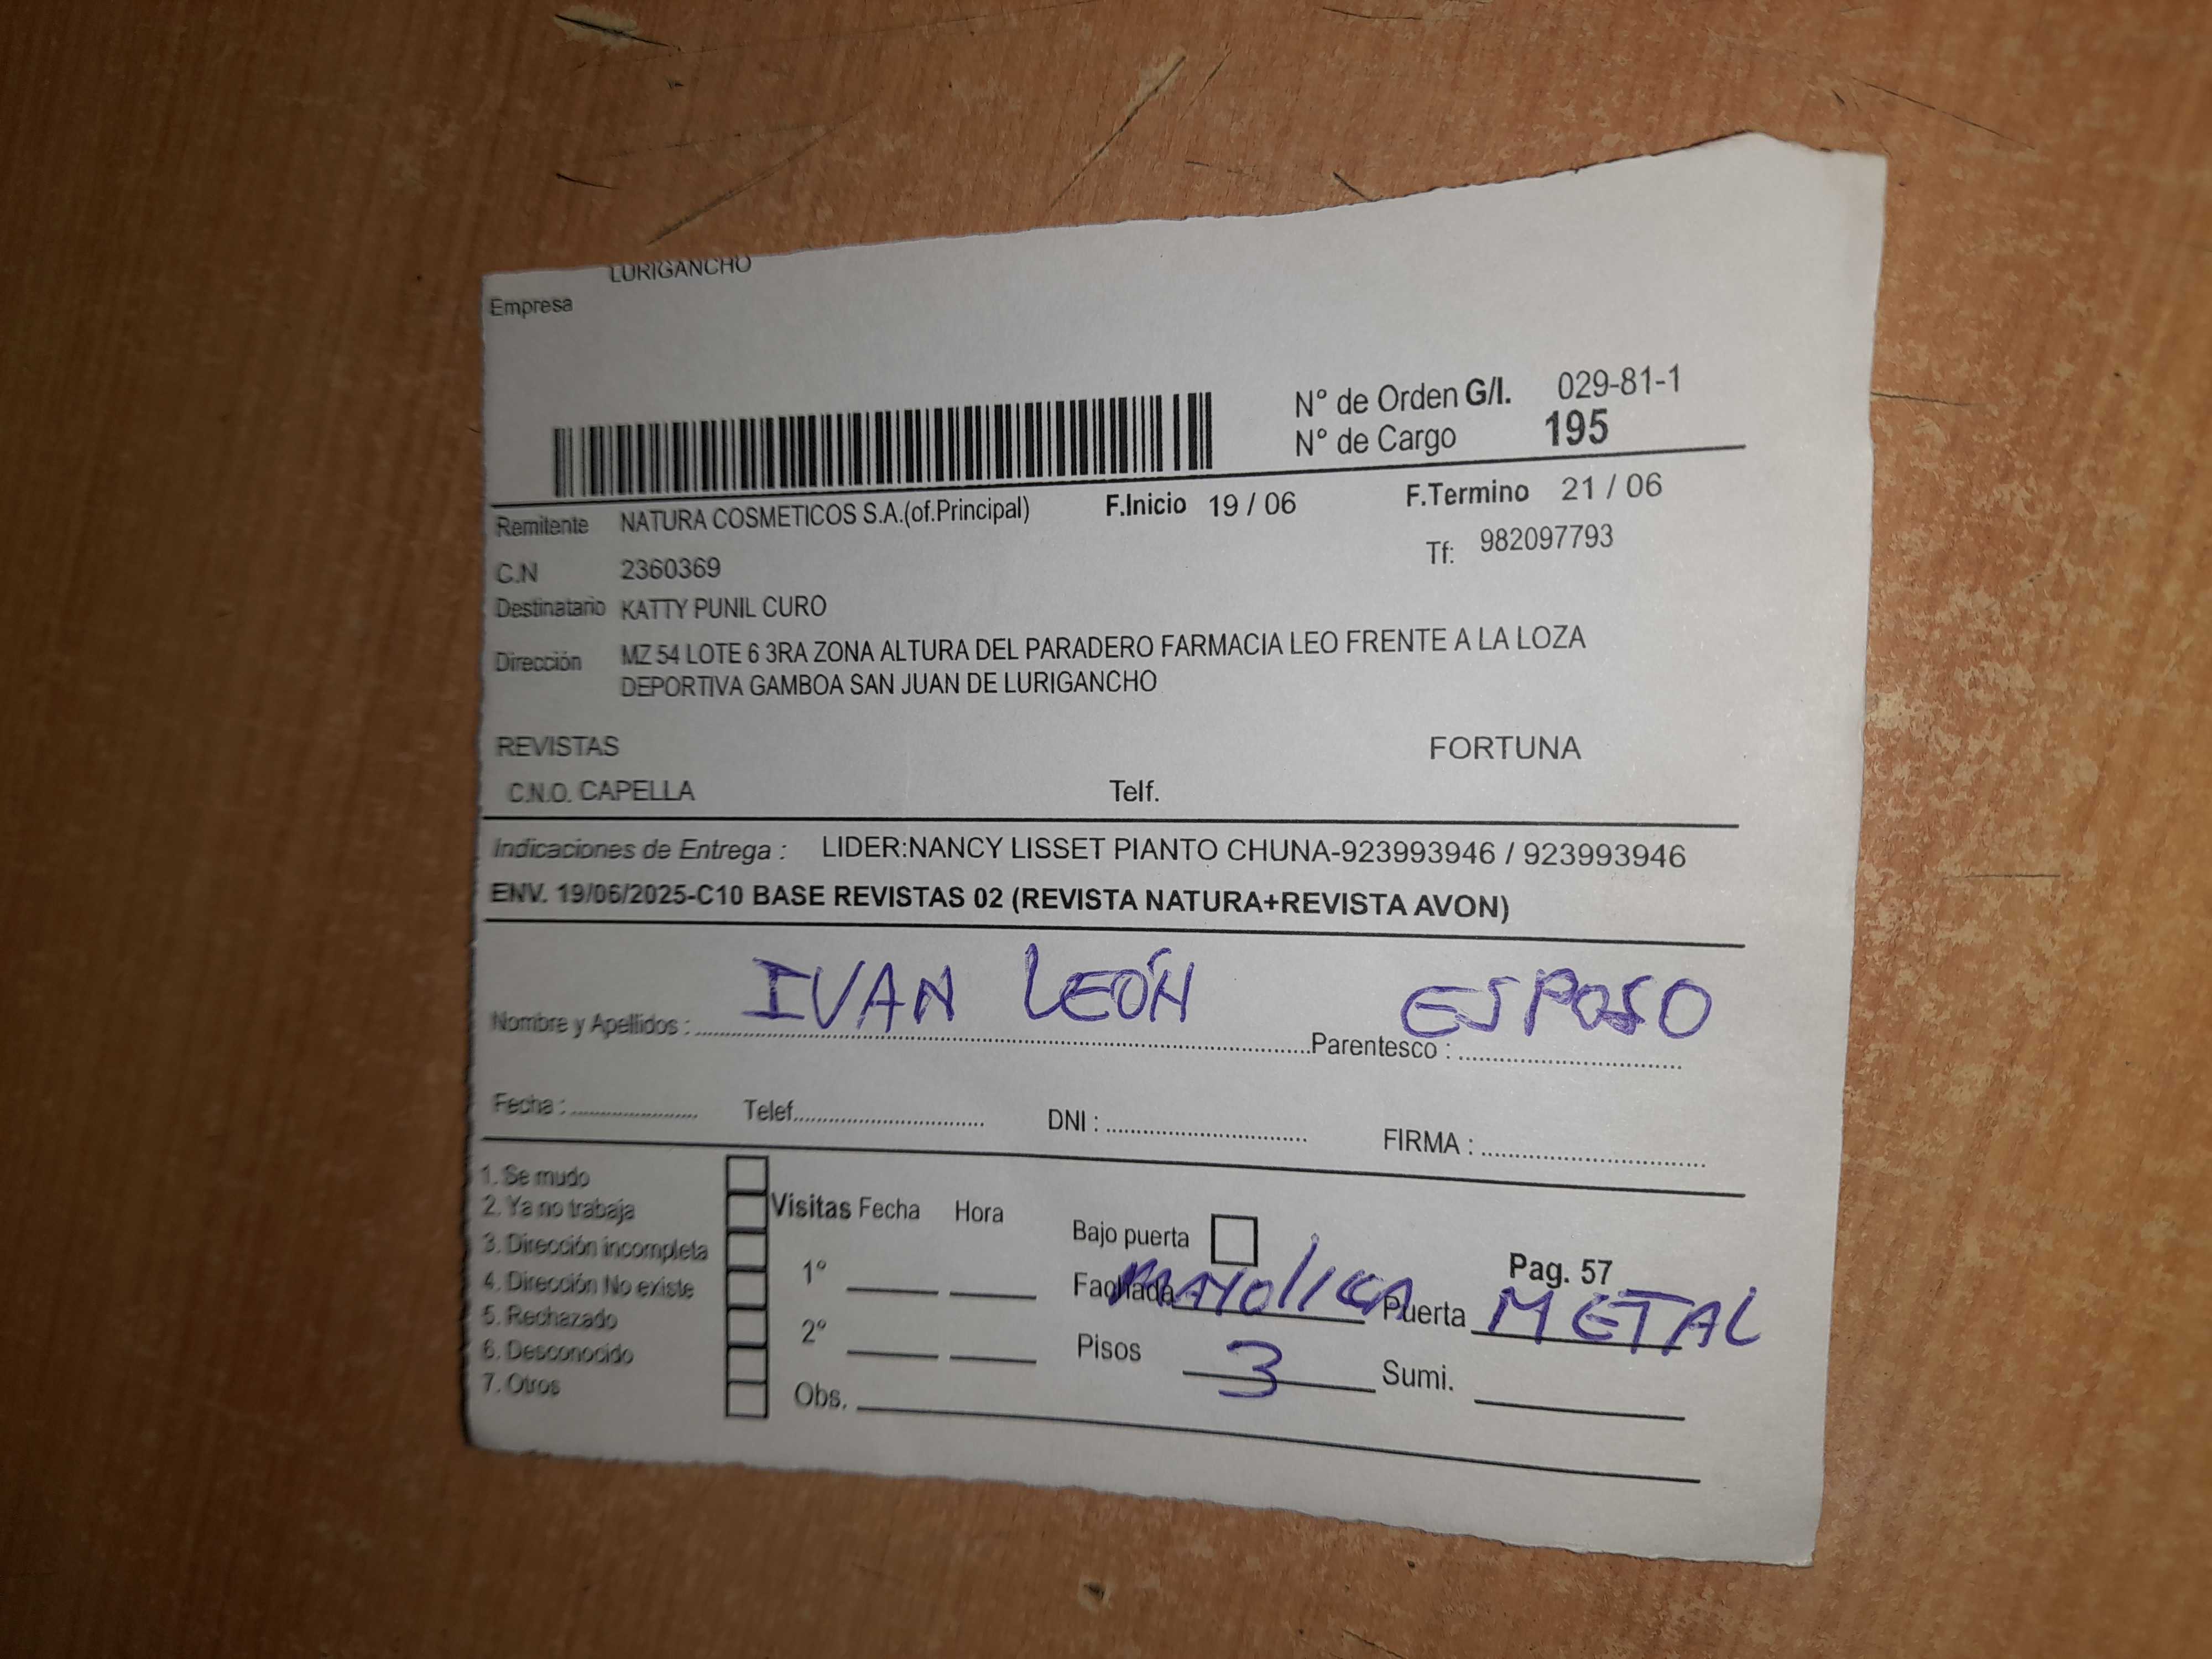 LURIGANCHO
Empresa
N° de Orden G/I. 029-81-1
N° de Cargo 195
Remitente NATURA COSMETICOS S.A.(of.Principal) F.Inicio 19 / 06 F.Termino 21 / 06
C.N 2360369 Tf: 982097793
Destinatario KATTY PUNIL CURO
Dirección MZ 54 LOTE 6 3RA ZONA ALTURA DEL PARADERO FARMACIA LEO FRENTE A LA LOZA
DEPORTIVA GAMBOA SAN JUAN DE LURIGANCHO
REVISTAS FORTUNA
C.N.O. CAPELLA Telf.
Indicaciones de Entrega : LIDER:NANCY LISSET PIANTO CHUNA-923993946 / 923993946
ENV. 19/06/2025-C10 BASE REVISTAS 02 (REVISTA NATURA+REVISTA AVON)
Nombre y Apellidos : IVAN LEÓN Parentesco : ESPOSO
Fecha : Telef. DNI : FIRMA :
1. Se mudo
2. Ya no trabaja
3. Dirección incompleta
4. Dirección No existe
5. Rechazado
6. Desconocido
7. Otros
Visitas Fecha Hora
1°
2°
Obs.
Bajo puerta Pag. 57
Fachada MAYOLICA Puerta METAL
Pisos 3 Sumi.